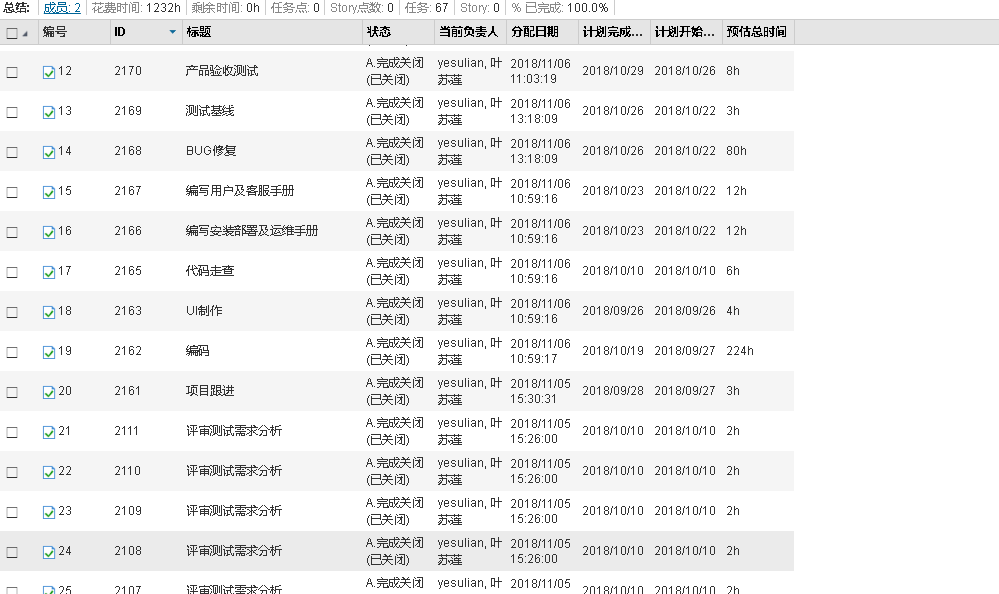 总结: 成员: 2 花费时间: 1232h 剩余时间: 0h 任务点: 0 Story点数: 0 任务: 67 Story: 0 % 已完成: 100.0%
编号 ID 标题 状态 当前负责人 分配日期 计划完成... 计划开始... 预估总时间
12 2170 产品验收测试 A.完成关闭 (已关闭) yesulian, 叶苏莲 2018/11/06 11:03:19 2018/10/29 2018/10/26 8h
13 2169 测试基线 A.完成关闭 (已关闭) yesulian, 叶苏莲 2018/11/06 13:18:09 2018/10/26 2018/10/22 3h
14 2168 BUG修复 A.完成关闭 (已关闭) yesulian, 叶苏莲 2018/11/06 13:18:09 2018/10/26 2018/10/22 80h
15 2167 编写用户及客服手册 A.完成关闭 (已关闭) yesulian, 叶苏莲 2018/11/06 10:59:16 2018/10/23 2018/10/22 12h
16 2166 编写安装部署及运维手册 A.完成关闭 (已关闭) yesulian, 叶苏莲 2018/11/06 10:59:16 2018/10/23 2018/10/22 12h
17 2165 代码走查 A.完成关闭 (已关闭) yesulian, 叶苏莲 2018/11/06 10:59:16 2018/10/10 2018/10/10 6h
18 2163 UI制作 A.完成关闭 (已关闭) yesulian, 叶苏莲 2018/11/06 10:59:16 2018/09/26 2018/09/26 4h
19 2162 编码 A.完成关闭 (已关闭) yesulian, 叶苏莲 2018/11/06 10:59:17 2018/10/19 2018/09/27 224h
20 2161 项目跟进 A.完成关闭 (已关闭) yesulian, 叶苏莲 2018/11/05 15:30:31 2018/09/28 2018/09/27 3h
21 2111 评审测试需求分析 A.完成关闭 (已关闭) yesulian, 叶苏莲 2018/11/05 15:26:00 2018/10/10 2018/10/10 2h
22 2110 评审测试需求分析 A.完成关闭 (已关闭) yesulian, 叶苏莲 2018/11/05 15:26:00 2018/10/10 2018/10/10 2h
23 2109 评审测试需求分析 A.完成关闭 (已关闭) yesulian, 叶苏莲 2018/11/05 15:26:00 2018/10/10 2018/10/10 2h
24 2108 评审测试需求分析 A.完成关闭 (已关闭) yesulian, 叶苏莲 2018/11/05 15:26:00 2018/10/10 2018/10/10 2h
25 2107 评审测试需求分析 A.完成关闭 yesulian, 叶 2018/11/05 2018/10/10 2018/10/10 2h